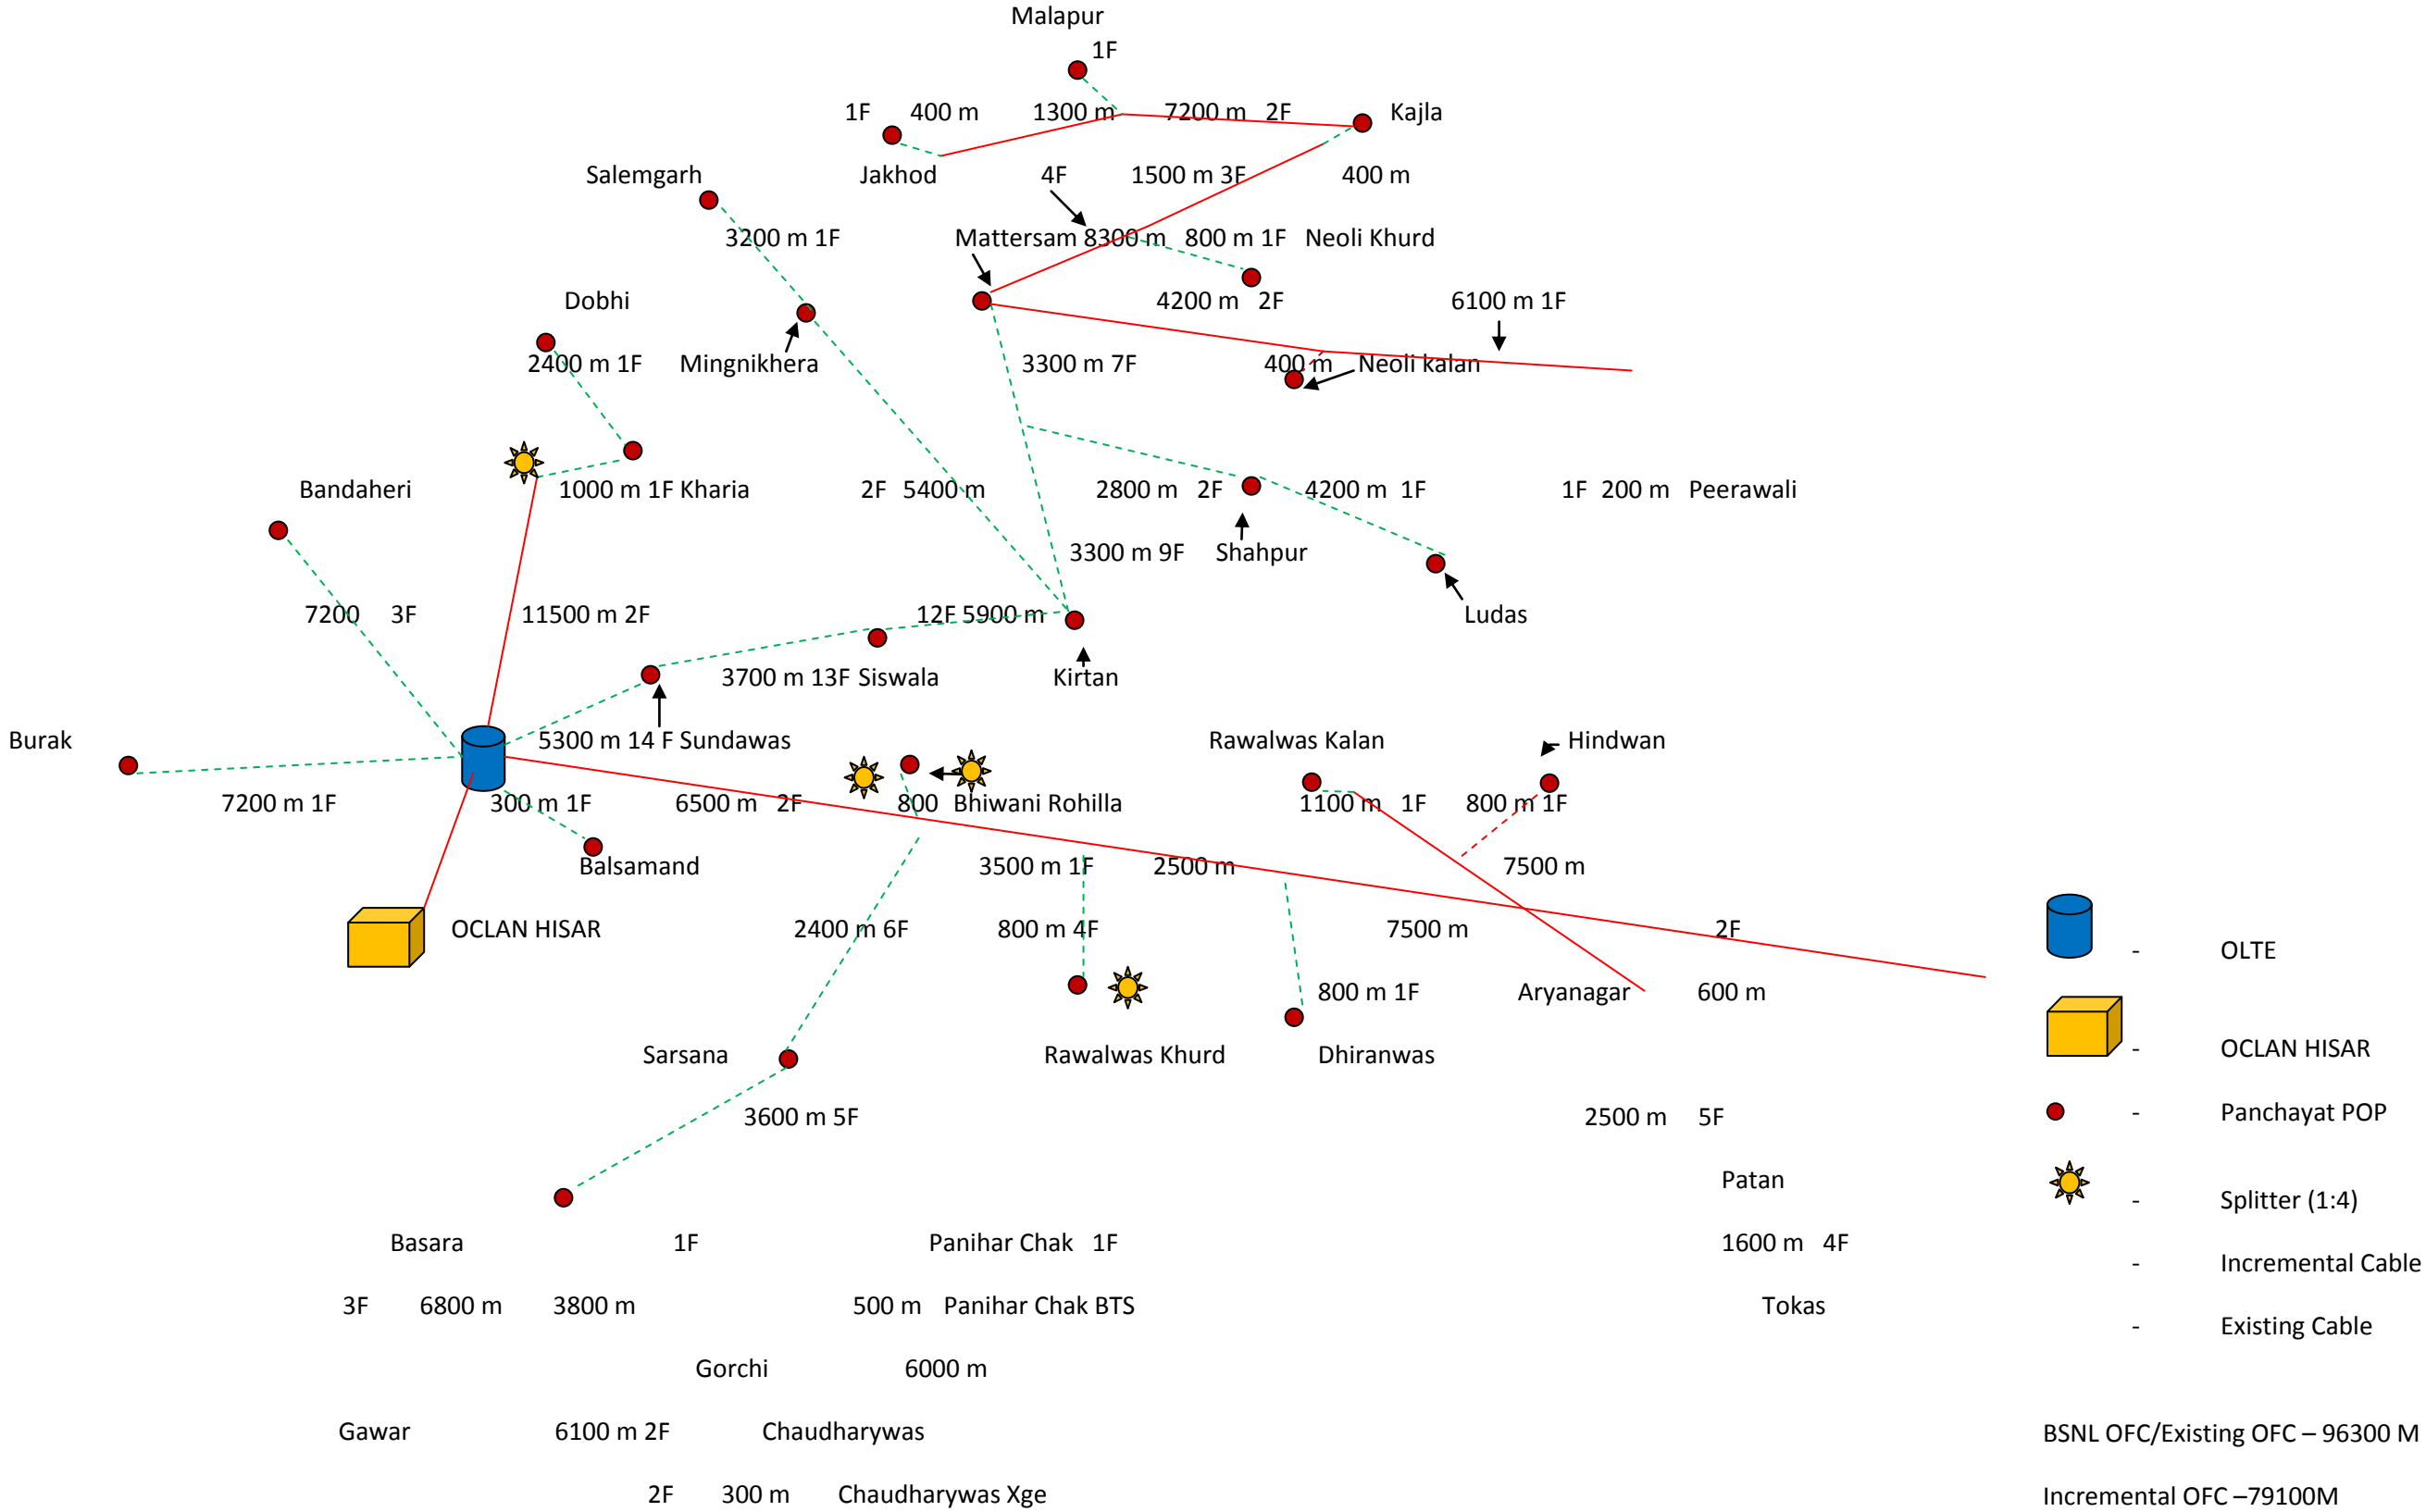 Malapur
1F
1F 400 m 1300 m 7200 m 2F Kajla
Salemgarh Jakhod 4F 1500 m 3F 400 m
3200 m 1F Mattersam 8300 m 800 m 1F Neoli Khurd
Dobhi 4200 m 2F 6100 m 1F
2400 m 1F Mingnikhera 3300 m 7F 400 m Neoli kalan
Bandaheri 1000 m 1F Kharia 2F 5400 m 2800 m 2F 4200 m 1F 1F 200 m Peerawali
3300 m 9F Shahpur
7200 3F 11500 m 2F 12F 5900 m Ludas
3700 m 13F Siswala Kirtan
Burak 5300 m 14 F Sundawas Rawalwas Kalan Hindwan
7200 m 1F 300 m 1F 6500 m 2F 800 Bhiwani Rohilla 1100 m 1F 800 m 1F
Balsamand 3500 m 1F 2500 m 7500 m
OCLAN HISAR 2400 m 6F 800 m 4F 7500 m 2F - OLTE
800 m 1F Aryanagar 600 m
Sarsana Rawalwas Khurd Dhiranwas - OCLAN HISAR
3600 m 5F 2500 m 5F - Panchayat POP
Patan
- Splitter (1:4)
Basara 1F Panihar Chak 1F 1600 m 4F
- Incremental Cable
3F 6800 m 3800 m 500 m Panihar Chak BTS Tokas
- Existing Cable
Gorchi 6000 m
Gawar 6100 m 2F Chaudharywas BSNL OFC/Existing OFC – 96300 M
2F 300 m Chaudharywas Xge Incremental OFC –79100M